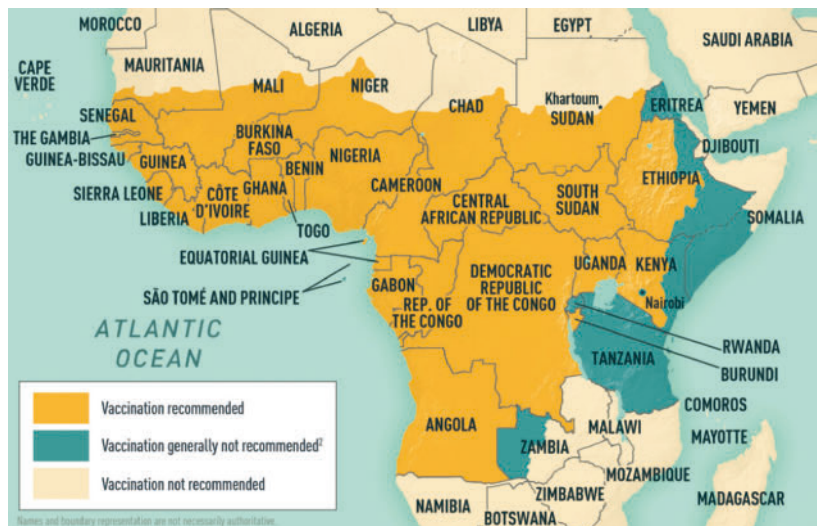 MOROCCO
ALGERIA
LIBYA
EGYPT
SAUDI ARABIA
CAPE
VERDE
MAURITANIA
MALI
NIGER
CHAD
Khartoum
SUDAN
ERITREA
YEMEN
SENEGAL
THE GAMBIA
GUINEA-BISSAU
GUINEA
BURKINA
FASO
BENIN
NIGERIA
DJIBOUTI
ETHIOPIA
SIERRA LEONE
LIBERIA
CÔTE
D'IVOIRE
GHANA
TOGO
CAMEROON
CENTRAL
AFRICAN REPUBLIC
SOUTH
SUDAN
SOMALIA
EQUATORIAL GUINEA
SÃO TOMÉ AND PRINCIPE
GABON
REP. OF
THE CONGO
DEMOCRATIC
REPUBLIC
OF THE CONGO
UGANDA
KENYA
Nairobi
RWANDA
BURUNDI
TANZANIA
ATLANTIC
OCEAN
COMOROS
ANGOLA
ZAMBIA
MALAWI
MAYOTTE
MOZAMBIQUE
ZIMBABWE
MADAGASCAR
NAMIBIA
BOTSWANA
Vaccination recommended
Vaccination generally not recommended²
Vaccination not recommended
Names and boundary representation are not necessarily authoritative.